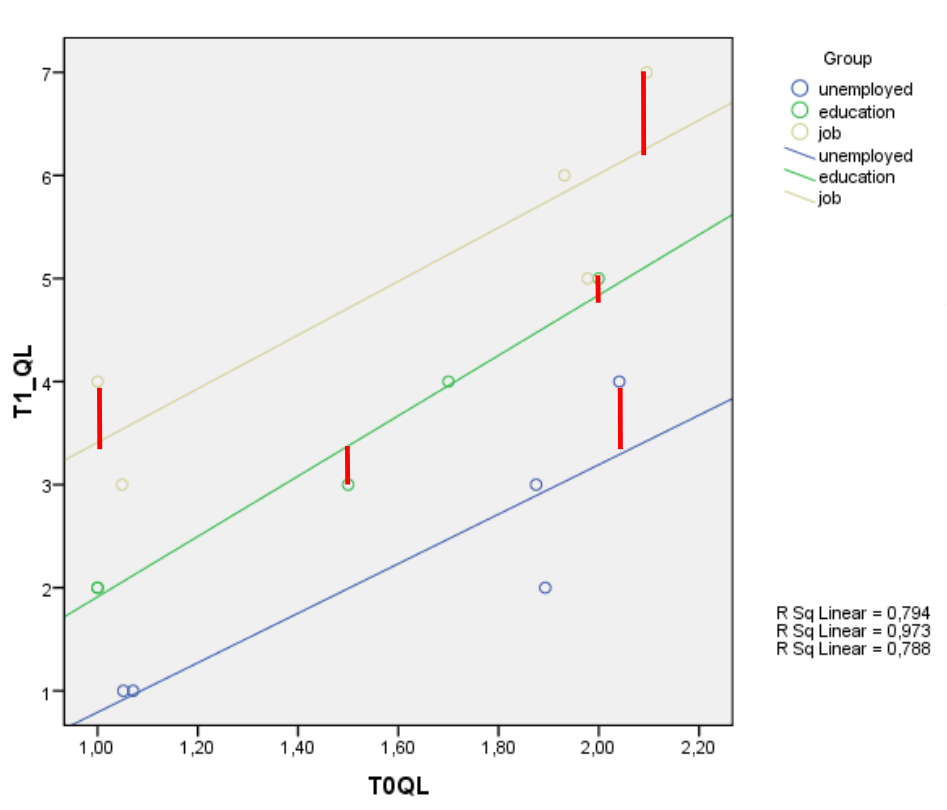 Group
unemployed
education
job
unemployed
education
job
7
6
5
4
3
2
1
T1_QL
1,00 1,20 1,40 1,60 1,80 2,00 2,20
T0QL
R Sq Linear = 0,794
R Sq Linear = 0,973
R Sq Linear = 0,788